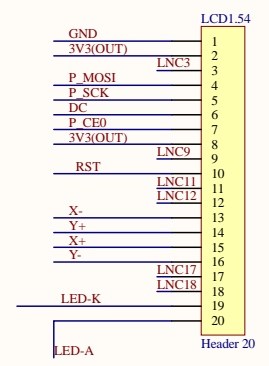 LCD1.54
GND 1
3V3(OUT) 2
LNC3 3
P_MOSI 4
P_SCK 5
DC 6
P_CE0 7
3V3(OUT) 8
LNC9 9
RST 10
LNC11 11
LNC12 12
X- 13
Y+ 14
X+ 15
Y- 16
LNC17 17
LNC18 18
LED-K 19
20
LED-A
Header 20